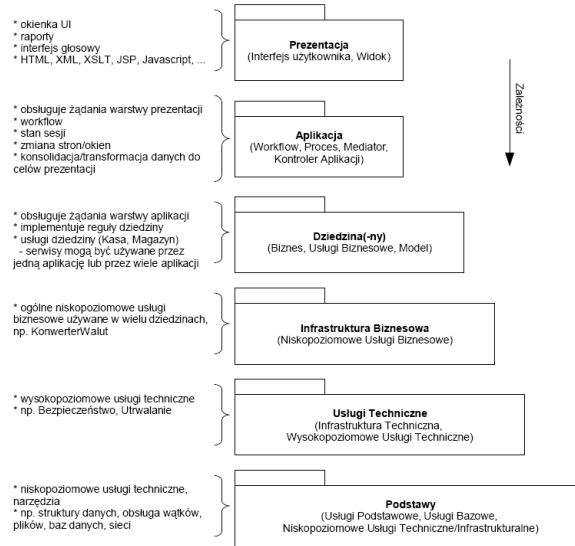 * okienka UI
* raporty
* interfejs głosowy
* HTML, XML, XSLT, JSP, Javascript, ...
Prezentacja
(Interfejs użytkownika, Widok)
Zależności
* obsługuje żądania warstwy prezentacji
* workflow
* stan sesji
* zmiana stron/okien
* konsolidacja/transformacja danych do
celów prezentacji
Aplikacja
(Workflow, Proces, Mediator,
Kontroler Aplikacji)
* obsługuje żądania warstwy aplikacji
* implementuje reguły dziedziny
* usługi dziedziny (Kasa, Magazyn)
- serwisy mogą być używane przez
jedną aplikację lub przez wiele aplikacji
Dziedzina(-ny)
(Biznes, Usługi Biznesowe, Model)
* ogólne niskopoziomowe usługi
biznesowe używane w wielu dziedzinach,
np. KonwerterWalut
Infrastruktura Biznesowa
(Niskopoziomowe Usługi Biznesowe)
* wysokopoziomowe usługi techniczne
* np. Bezpieczeństwo, Utrwalanie
Usługi Techniczne
(Infrastruktura Techniczna,
Wysokopoziomowe Usługi Techniczne)
* niskopoziomowe usługi techniczne,
narzędzia
* np. struktury danych, obsługa wątków,
plików, baz danych, sieci
Podstawy
(Usługi Podstawowe, Usługi Bazowe,
Niskopoziomowe Usługi Techniczne/Infrastrukturalne)